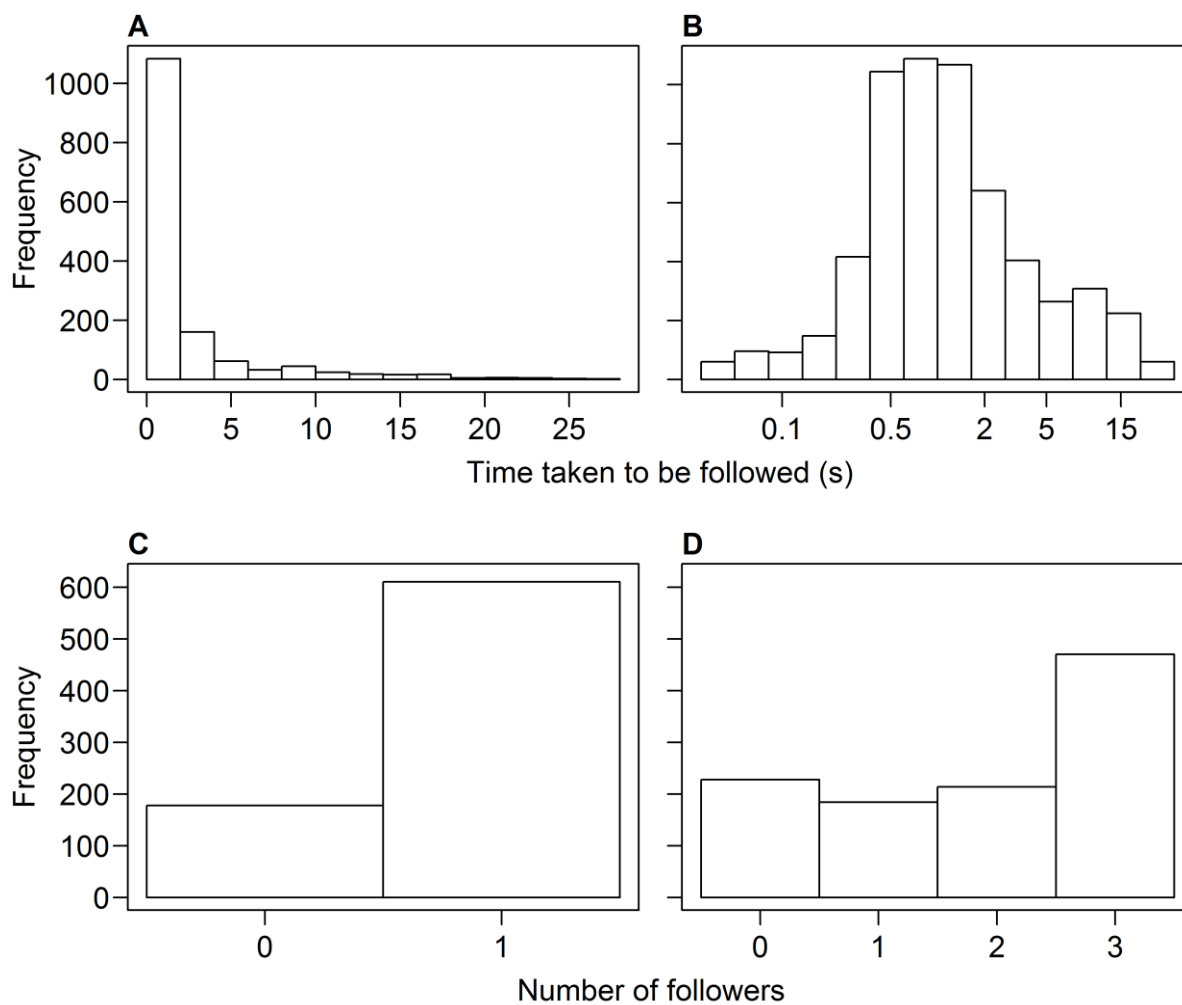 A
B
Frequency
1000
800
600
400
200
0
0 5 10 15 20 25
0.1 0.5 2 5 15
Time taken to be followed (s)
C
D
Frequency
600
500
400
300
200
100
0
0 1
0 1 2 3
Number of followers